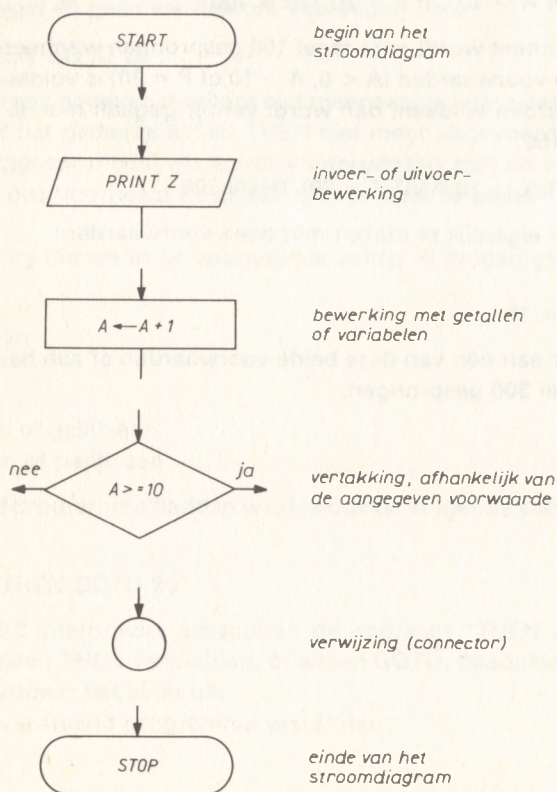 START
begin van het
stroomdiagram
PRINT Z
invoer- of uitvoer-
bewerking
A ← A + 1
bewerking met getallen
of variabelen
nee
ja
A > = 10
vertakking, afhankelijk van
de aangegeven voorwaarde
verwijzing (connector)
STOP
einde van het
stroomdiagram